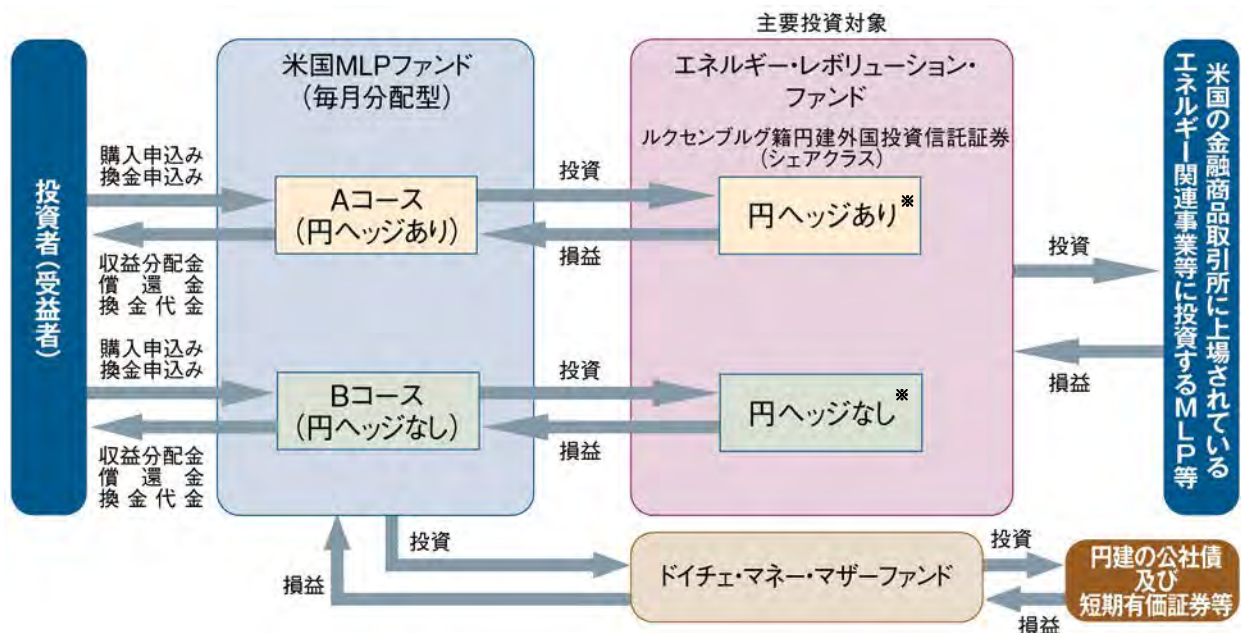 主要投資対象
投資者(受益者)
購入申込み
換金申込み
収益分配金
償還金
換金代金
購入申込み
換金申込み
収益分配金
償還金
換金代金
米国MLPファンド
(毎月分配型)
Aコース
(円ヘッジあり)
Bコース
(円ヘッジなし)
投資
損益
投資
損益
エネルギー・レボリューション・
ファンド
ルクセンブルグ籍円建外国投資信託証券
(シェアクラス)
円ヘッジあり※
円ヘッジなし※
投資
損益
米国の金融商品取引所に上場されている
エネルギー関連事業等に投資するMLP等
投資
損益
ドイチェ・マネー・マザーファンド
投資
損益
円建の公社債
及び
短期有価証券等